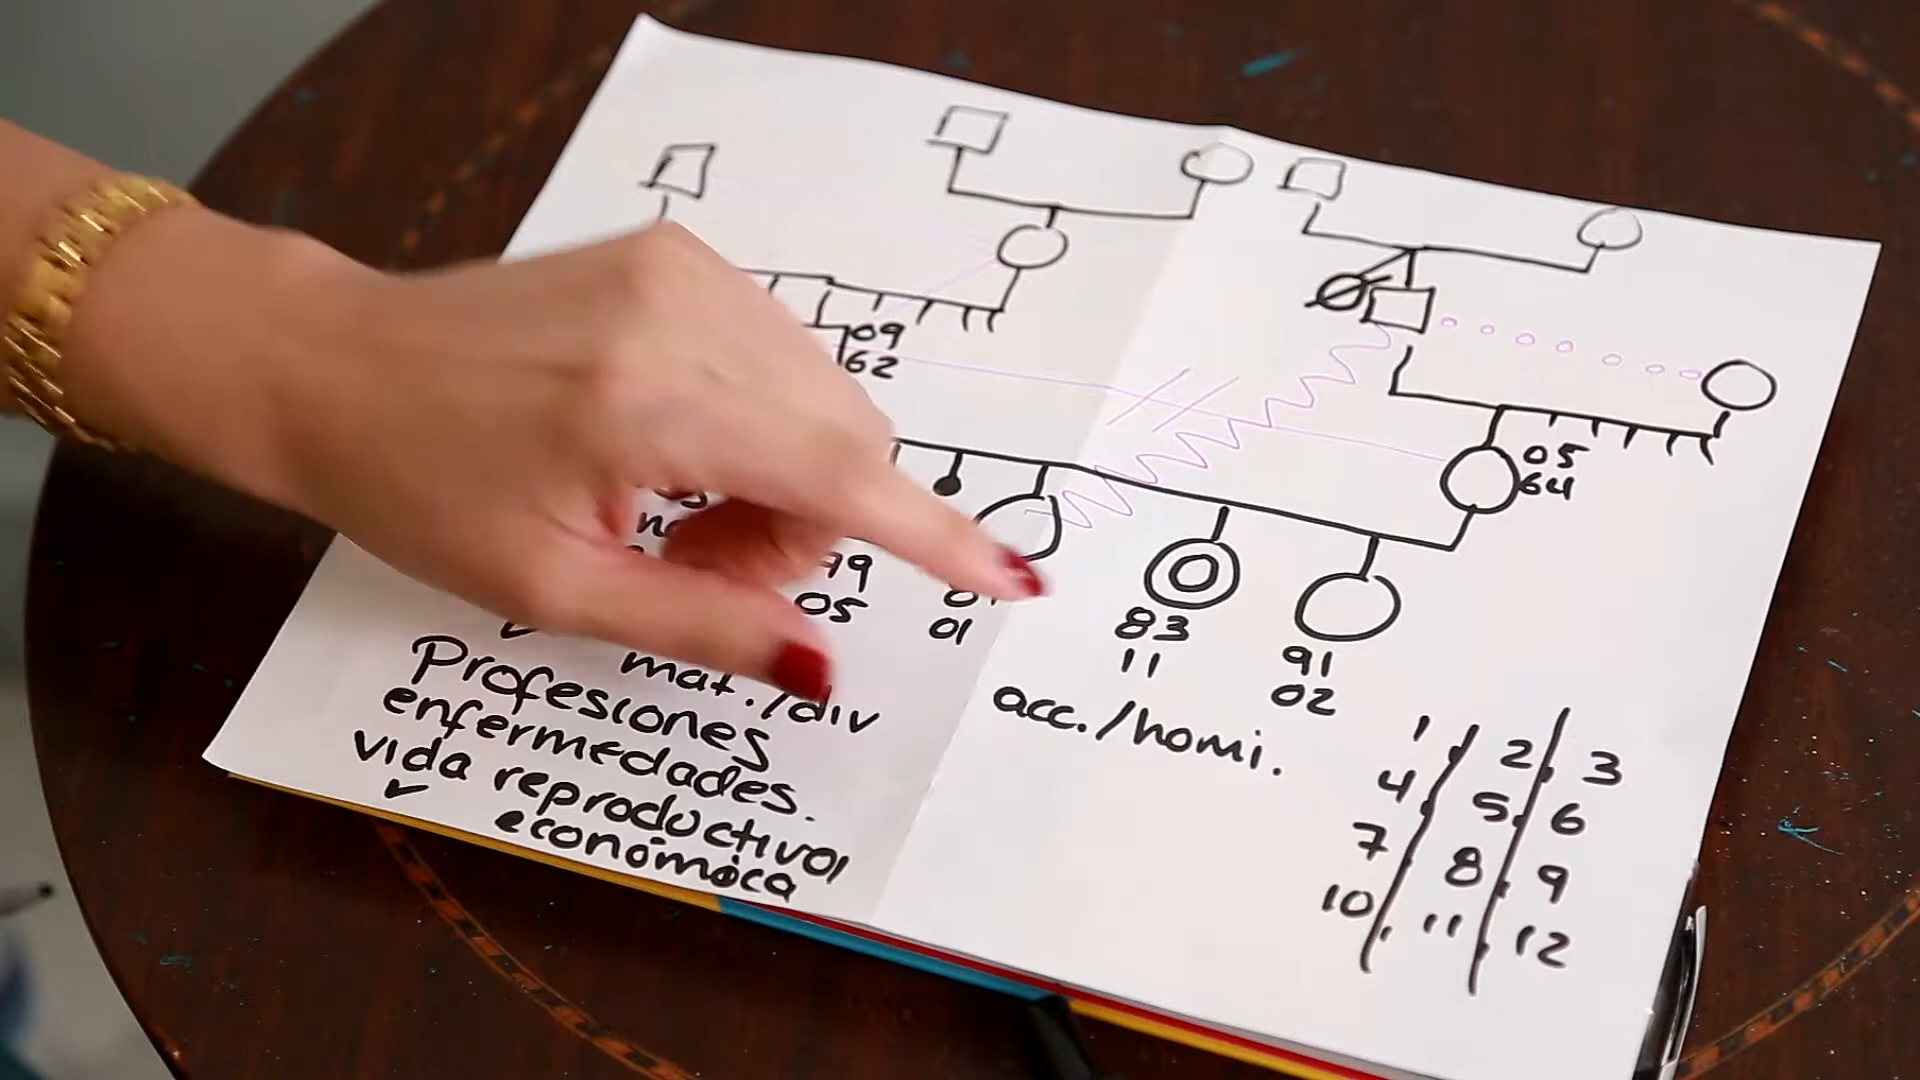 09
62
05
64
79
05
01
83
11
91
02
mat./div
Profesiones
enfermedades.
vida reproductiva
económica
acc./homi.
1 2 3
4 5 6
7 8 9
10 11 12